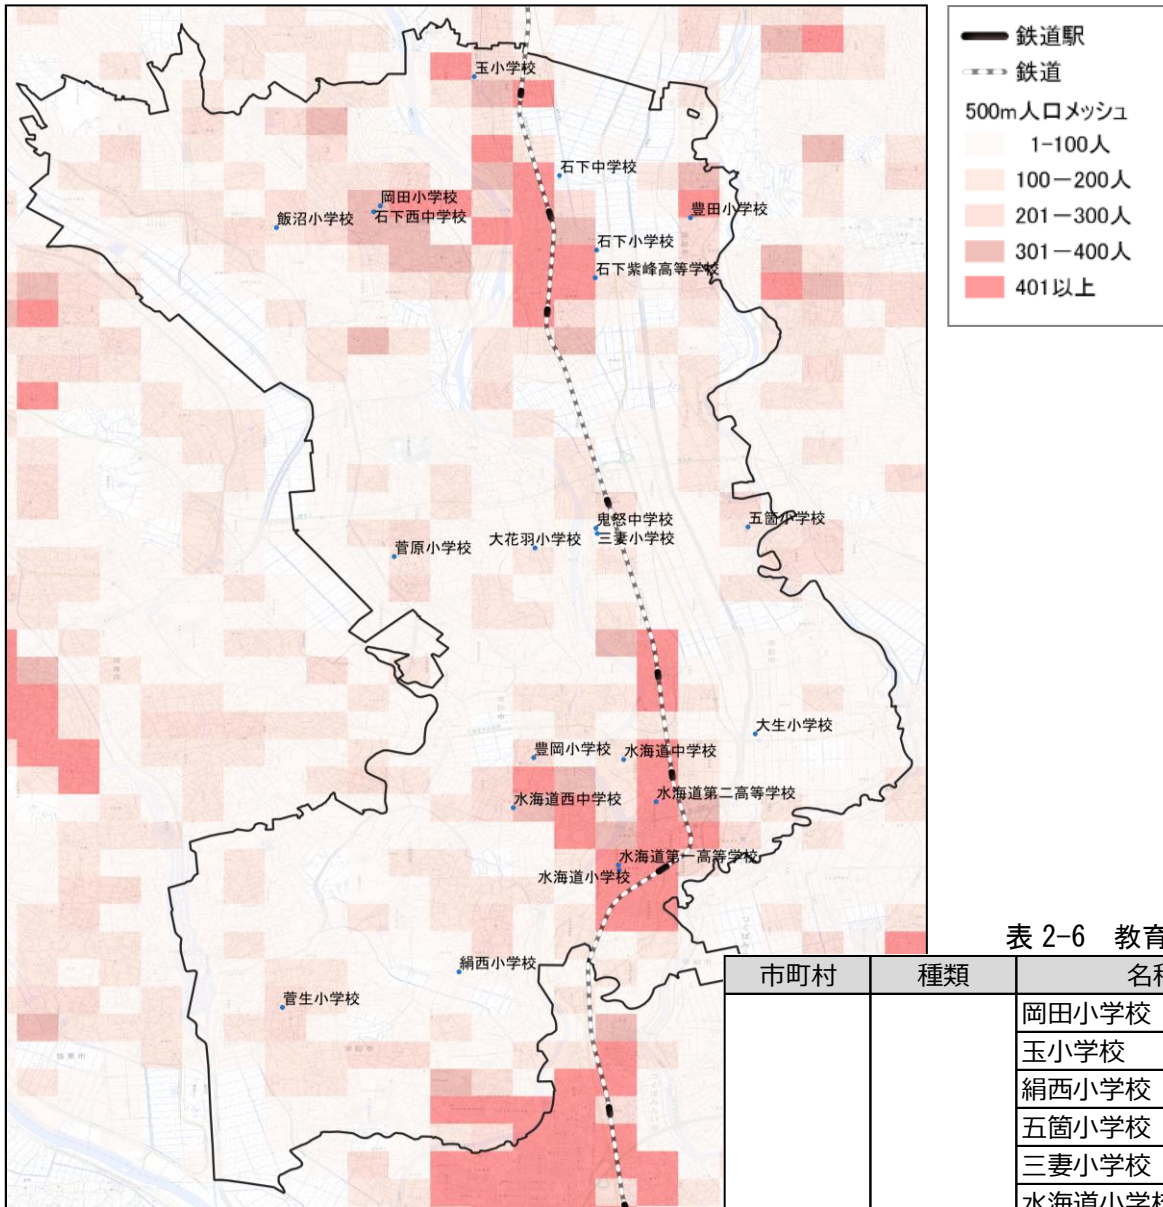 鉄道駅
鉄道
500m人口メッシュ
1-100人
100－200人
201－300人
301－400人
401以上
玉小学校
石下中学校
岡田小学校
石下西中学校
飯沼小学校
豊田小学校
石下小学校
石下紫峰高等学校
鬼怒中学校
三妻小学校
大花羽小学校
五箇小学校
菅原小学校
大生小学校
豊岡小学校
水海道中学校
水海道西中学校
水海道第二高等学校
水海道第一高等学校
水海道小学校
絹西小学校
菅生小学校
表 2-6 教育
市町村 種類 名称
岡田小学校
玉小学校
絹西小学校
五箇小学校
三妻小学校
水海道小学校